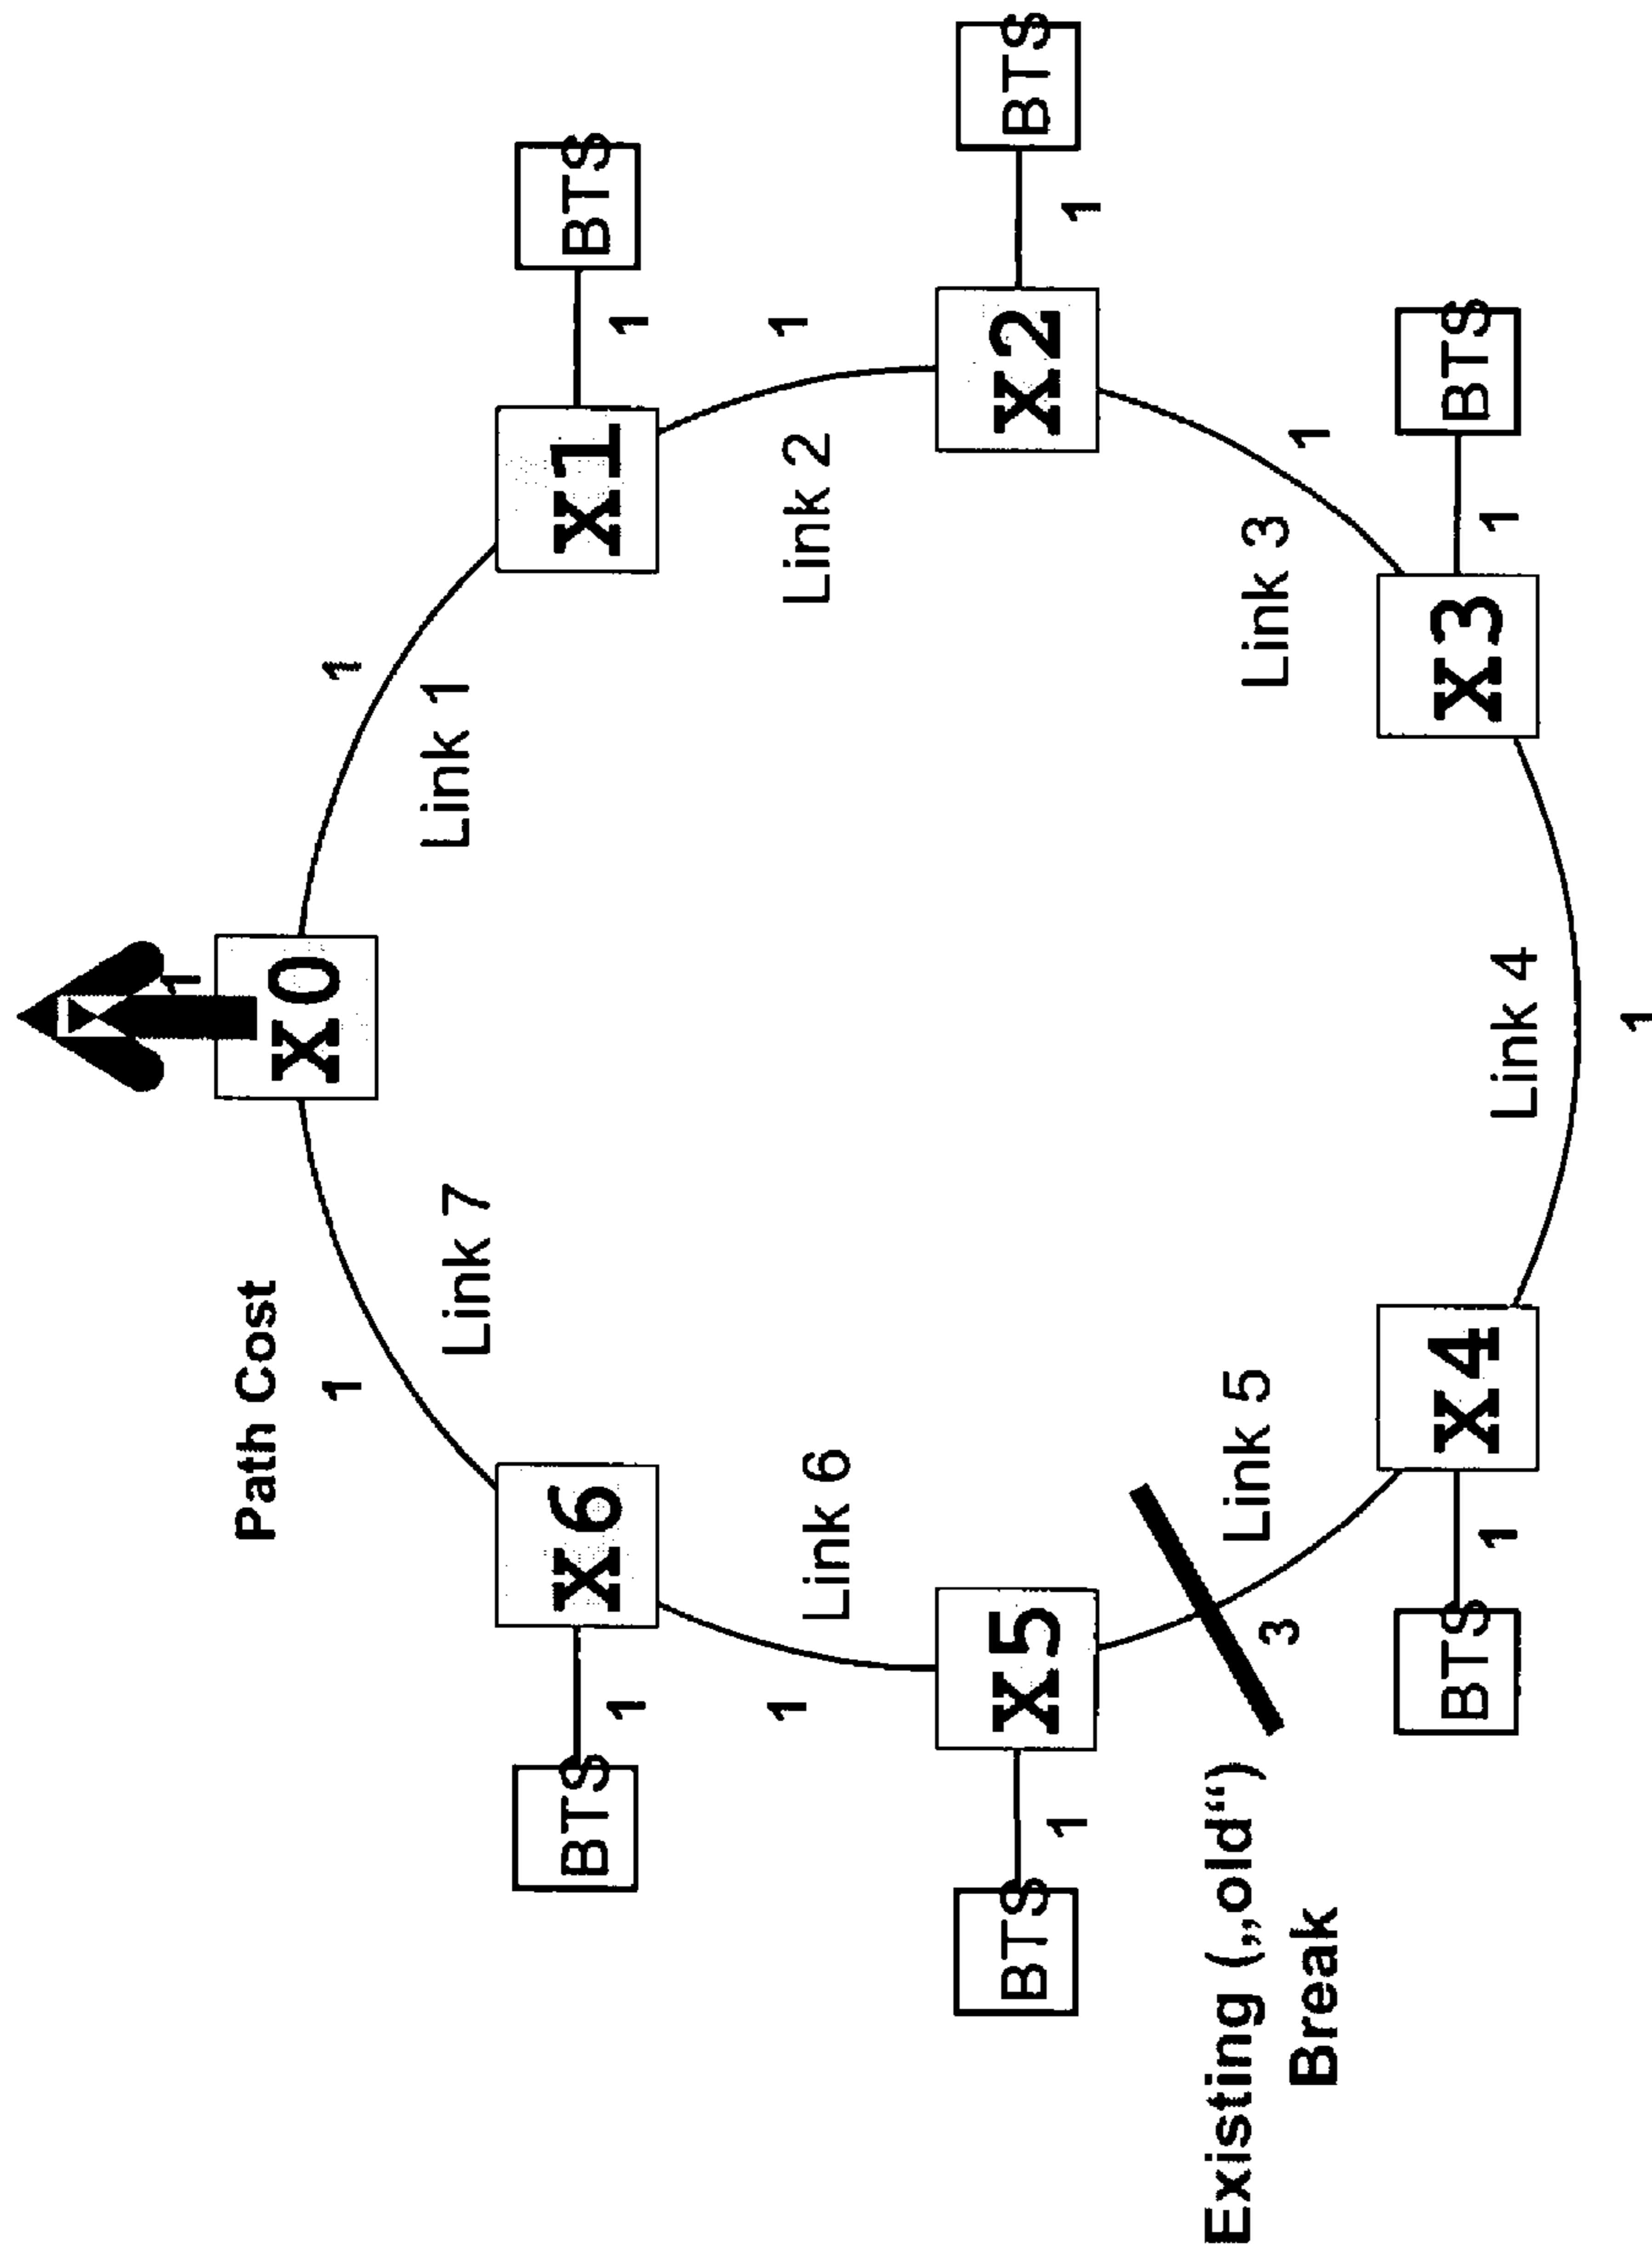 Path Cost
1
x0
1
1
Link 7
Link 1
BTS
1
x6
x1
1
BTS
1
Link 6
Link 2
1
BTS
1
x5
x2
1
BTS
Existing („old“)
Break
3
Link 5
Link 3
1
BTS
1
x4
x3
1
BTS
Link 4
1